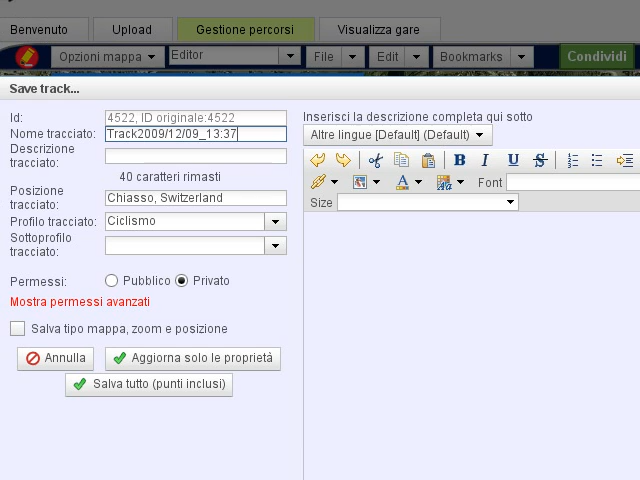 Benvenuto Upload Gestione percorsi Visualizza gare
Opzioni mappa Editor File Edit Bookmarks Condividi
Save track...
Id: 4522, ID originale:4522
Nome tracciato: Track2009/12/09_13:37
Descrizione
tracciato:
40 caratteri rimasti
Posizione
tracciato: Chiasso, Switzerland
Profilo tracciato: Ciclismo
Sottoprofilo
tracciato:
Permessi: Pubblico Privato
Mostra permessi avanzati
Salva tipo mappa, zoom e posizione
Annulla Aggiorna solo le proprietà
Salva tutto (punti inclusi)
Inserisci la descrizione completa qui sotto
Altre lingue [Default] (Default)
B I U S
A Font
Size